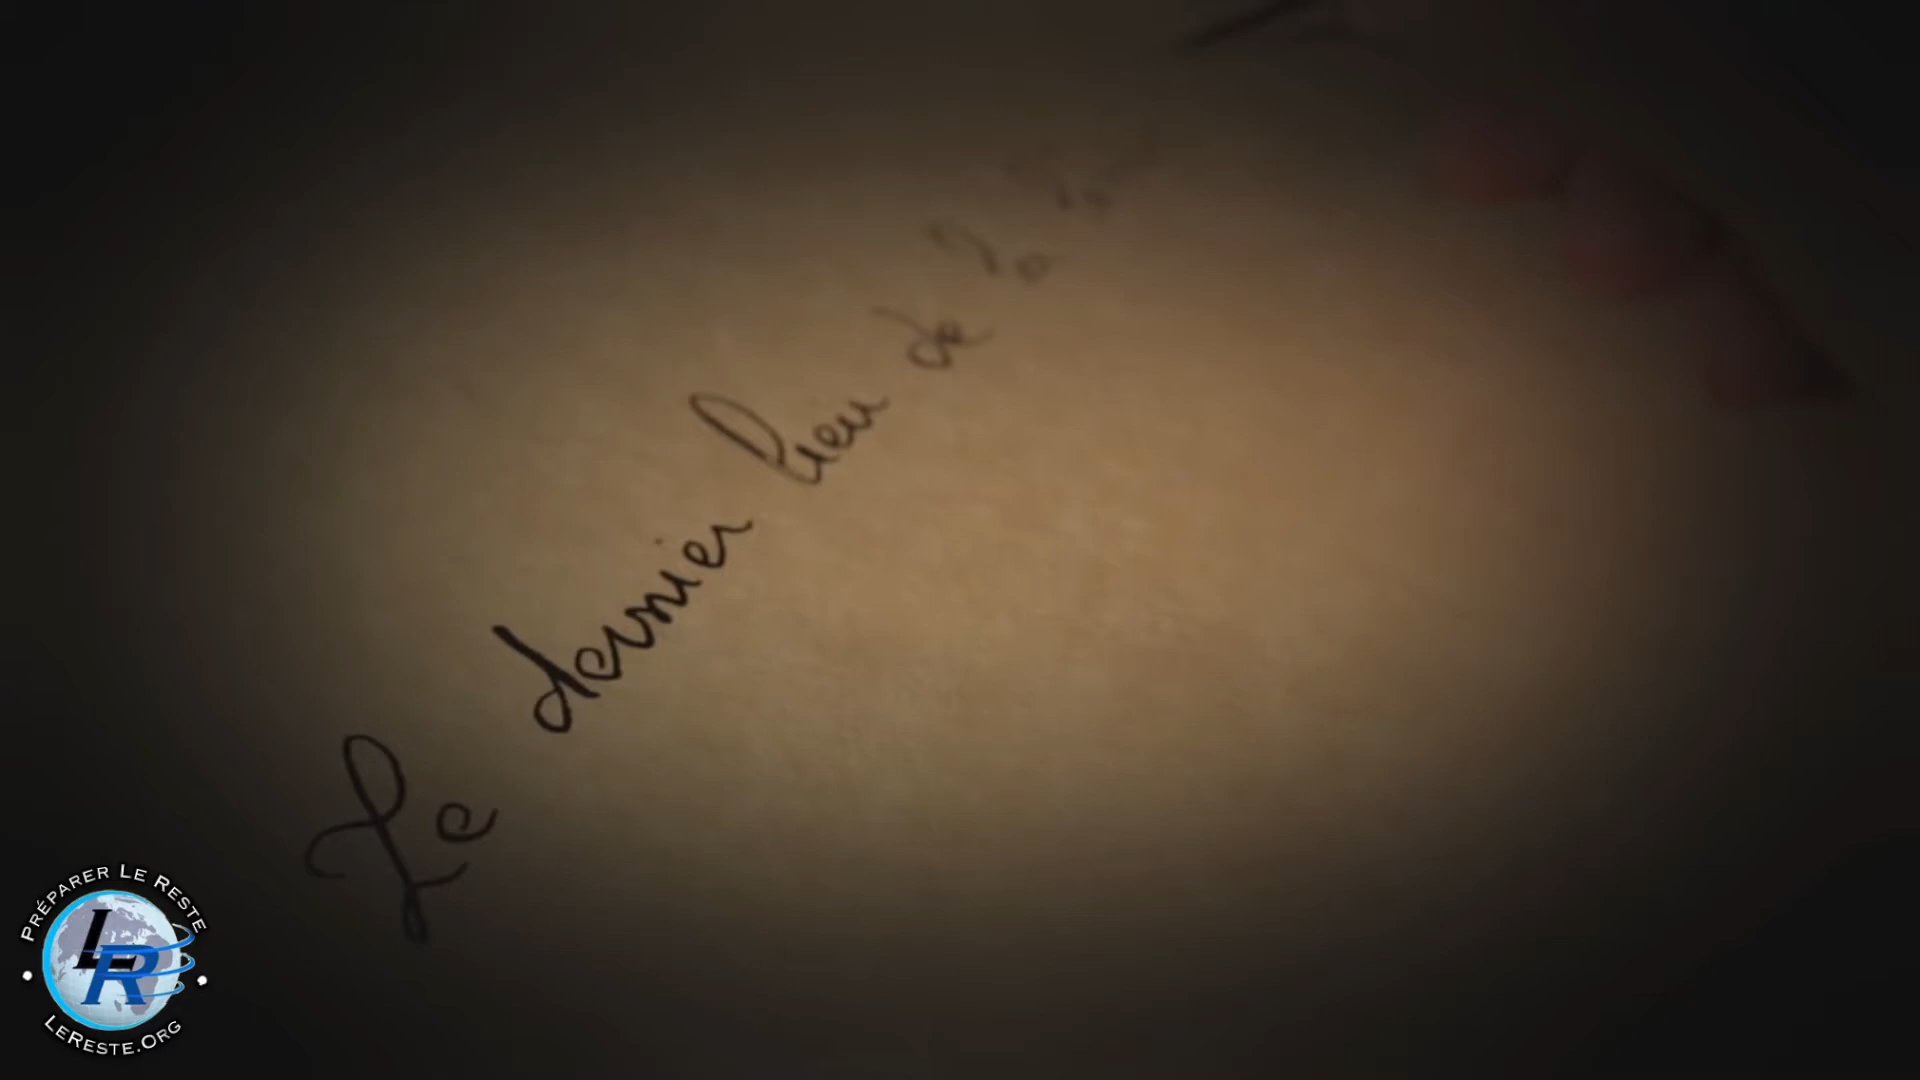 Le dernier lieu de
PRÉPARER LE RESTE
LR
LERESTE.ORG